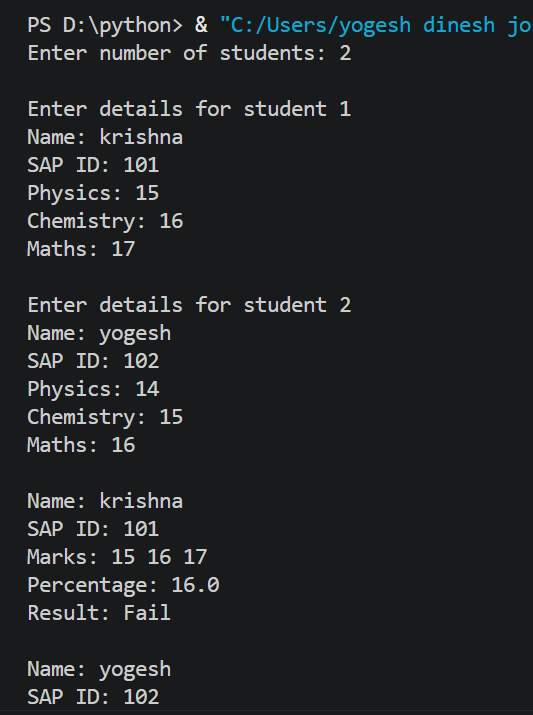 PS D:\python> & "C:/Users/yogesh dinesh jo
Enter number of students: 2
Enter details for student 1
Name: krishna
SAP ID: 101
Physics: 15
Chemistry: 16
Maths: 17
Enter details for student 2
Name: yogesh
SAP ID: 102
Physics: 14
Chemistry: 15
Maths: 16
Name: krishna
SAP ID: 101
Marks: 15 16 17
Percentage: 16.0
Result: Fail
Name: yogesh
SAP ID: 102